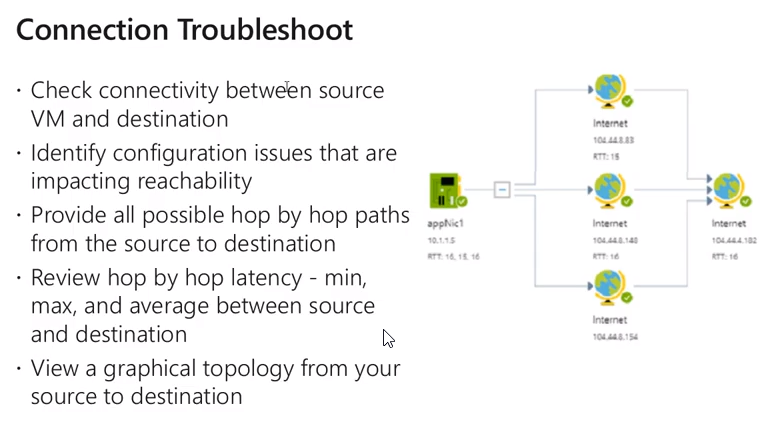 Connection Troubleshoot
· Check connectivity between source
VM and destination
· Identify configuration issues that are
impacting reachability
· Provide all possible hop by hop paths
from the source to destination
· Review hop by hop latency - min,
max, and average between source
and destination
· View a graphical topology from your
source to destination
Internet
104.44.8.83
RTT: 15
appNic1
10.1.1.5
RTT: 15, 15, 16
Internet
104.44.8.148
RTT: 16
Internet
104.44.4.182
RTT: 16
Internet
104.44.8.154